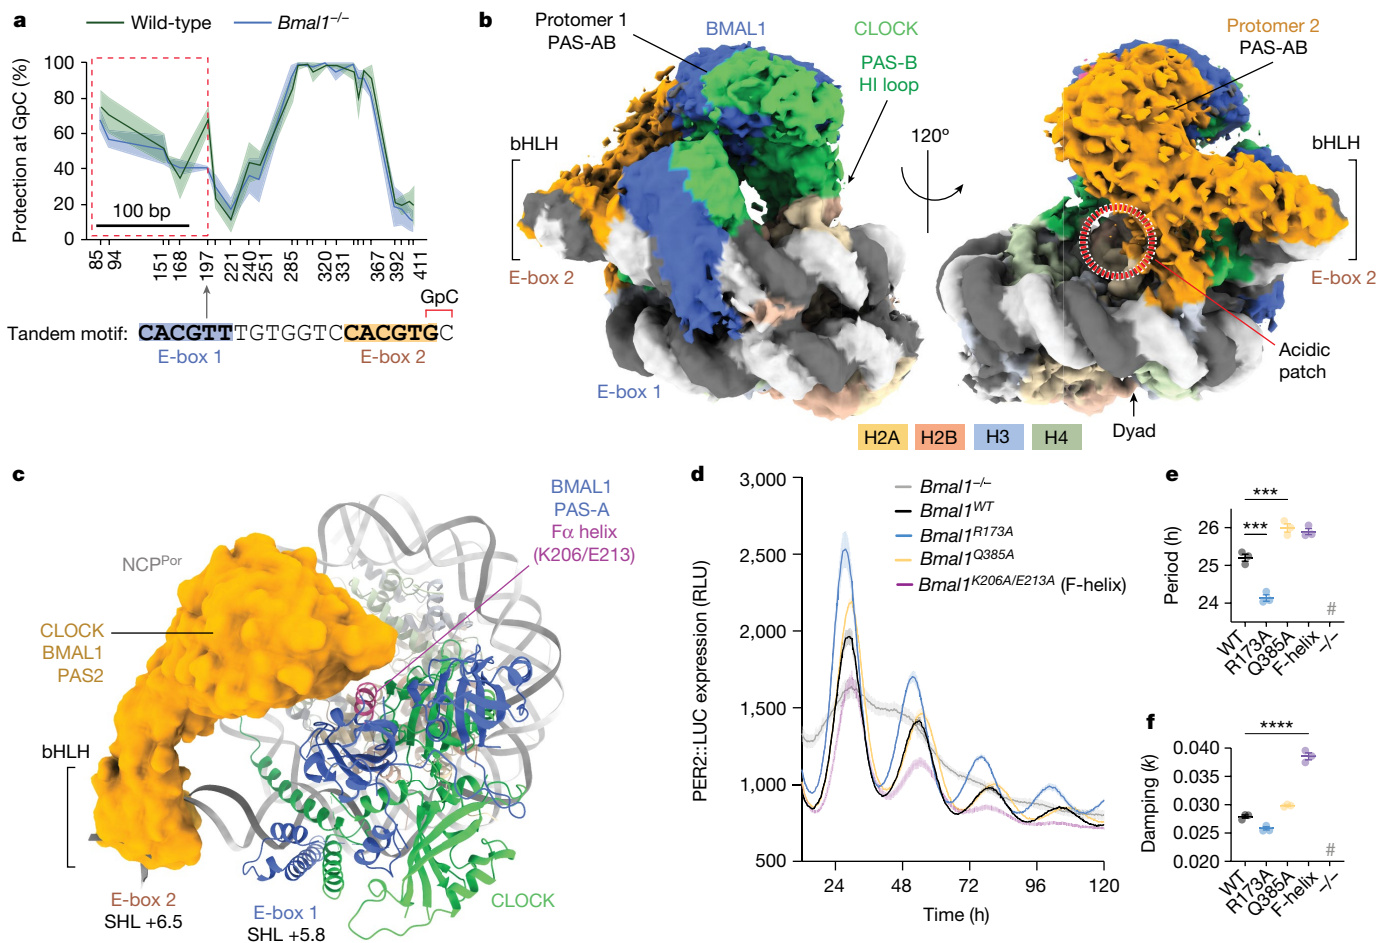 a
Wild-type
Bmal1–/–
Protection at GpC (%)
100
80
60
40
20
0
100 bp
85
94
151
168
197
221
240
251
285
320
331
367
392
411
GpC
Tandem motif: CACGTTTGTGGTCCACGTGC
E-box 1
E-box 2
b
Protomer 1
PAS-AB
BMAL1
CLOCK
PAS-B
HI loop
bHLH
E-box 2
E-box 1
120º
Protomer 2
PAS-AB
bHLH
E-box 2
Acidic
patch
Dyad
H2A
H2B
H3
H4
c
NCPPor
BMAL1
PAS-A
Fα helix
(K206/E213)
CLOCK
BMAL1
PAS2
bHLH
E-box 2
SHL +6.5
E-box 1
SHL +5.8
CLOCK
d
PER2::LUC expression (RLU)
3,000
2,500
2,000
1,500
1,000
500
24
48
72
96
120
Time (h)
Bmal1–/–
Bmal1WT
Bmal1R173A
Bmal1Q385A
Bmal1K206A/E213A (F-helix)
e
Period (h)
26
25
24
***
***
#
WT
R173A
Q385A
F-helix
–/–
f
Damping (k)
0.040
0.035
0.030
0.025
0.020
****
#
WT
R173A
Q385A
F-helix
–/–